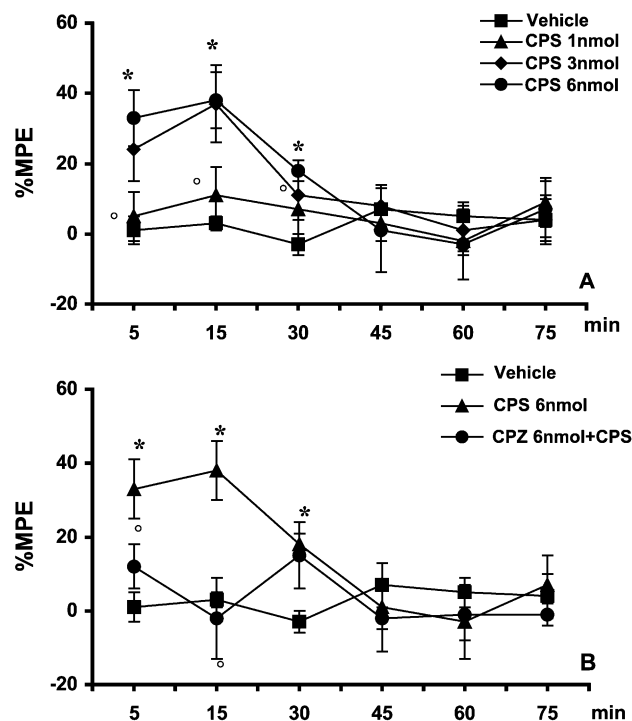 60
Vehicle
CPS 1nmol
40
CPS 3nmol
CPS 6nmol
*
*
*
%MPE
20
0
-20
A
5 15 30 45 60 75 min
60
Vehicle
CPS 6nmol
CPZ 6nmol+CPS
*
*
*
40
%MPE
20
0
-20
B
5 15 30 45 60 75 min